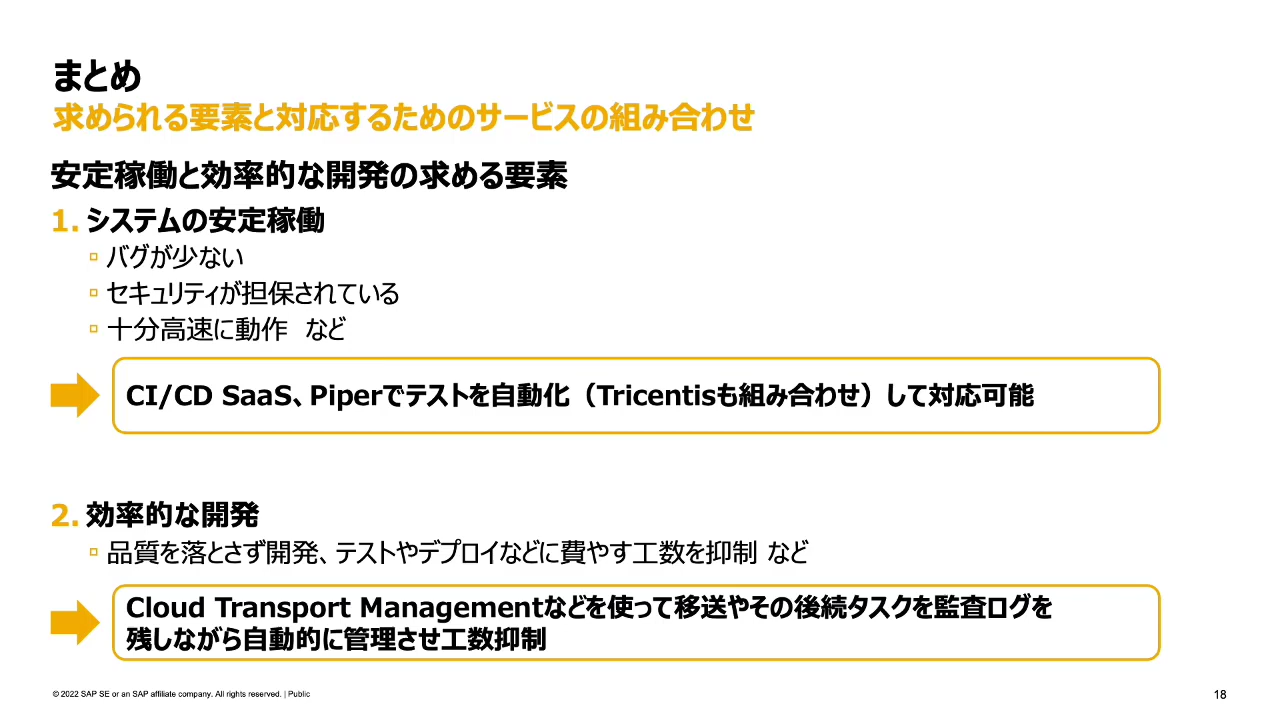 まとめ
求められる要素と対応するためのサービスの組み合わせ
安定稼働と効率的な開発の求める要素
1. システムの安定稼働
バグが少ない
セキュリティが担保されている
十分高速に動作 など
CI/CD SaaS、Piperでテストを自動化（Tricentisも組み合わせ）して対応可能
2. 効率的な開発
品質を落とさず開発、テストやデプロイなどに費やす工数を抑制 など
Cloud Transport Managementなどを使って移送やその後続タスクを監査ログを
残しながら自動的に管理させ工数抑制
© 2022 SAP SE or an SAP affiliate company. All rights reserved. | Public
18